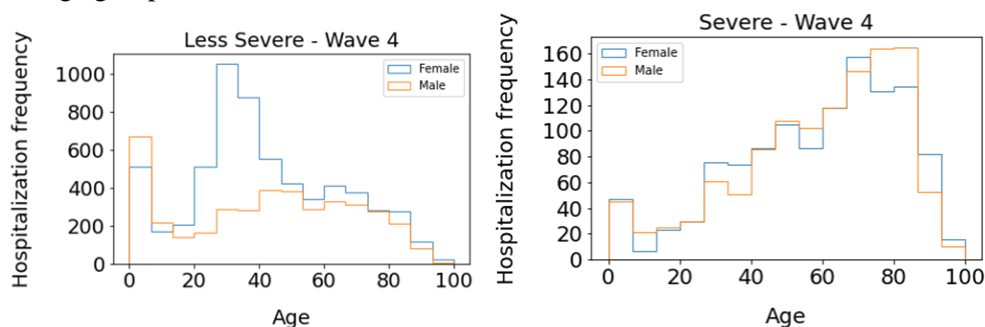 Less Severe - Wave 4
Hospitalization frequency
1000
800
600
400
200
0
0 20 40 60 80 100
Age
Female
Male
Severe - Wave 4
Hospitalization frequency
160
140
120
100
80
60
40
20
0
0 20 40 60 80 100
Age
Female
Male